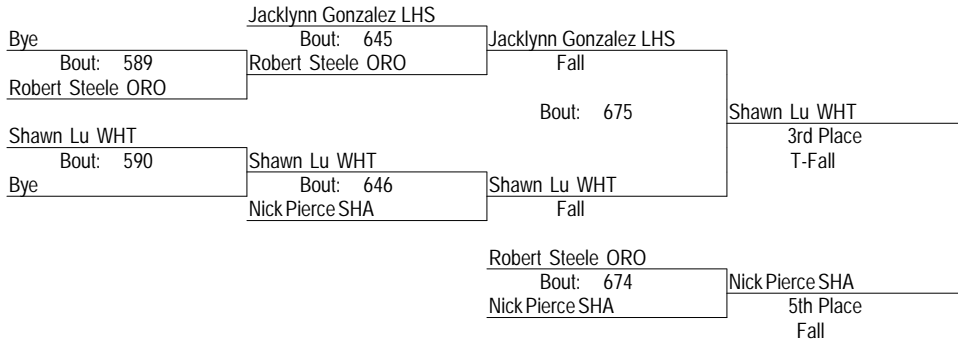 Jacklynn Gonzalez LHS
Bye
Bout: 645
Jacklynn Gonzalez LHS
Bout: 589
Robert Steele ORO
Fall
Robert Steele ORO
Bout: 675
Shawn Lu WHT
Shawn Lu WHT
3rd Place
Bout: 590
Shawn Lu WHT
T-Fall
Bye
Bout: 646
Shawn Lu WHT
Nick Pierce SHA
Fall
Robert Steele ORO
Bout: 674
Nick Pierce SHA
Nick Pierce SHA
5th Place
Fall